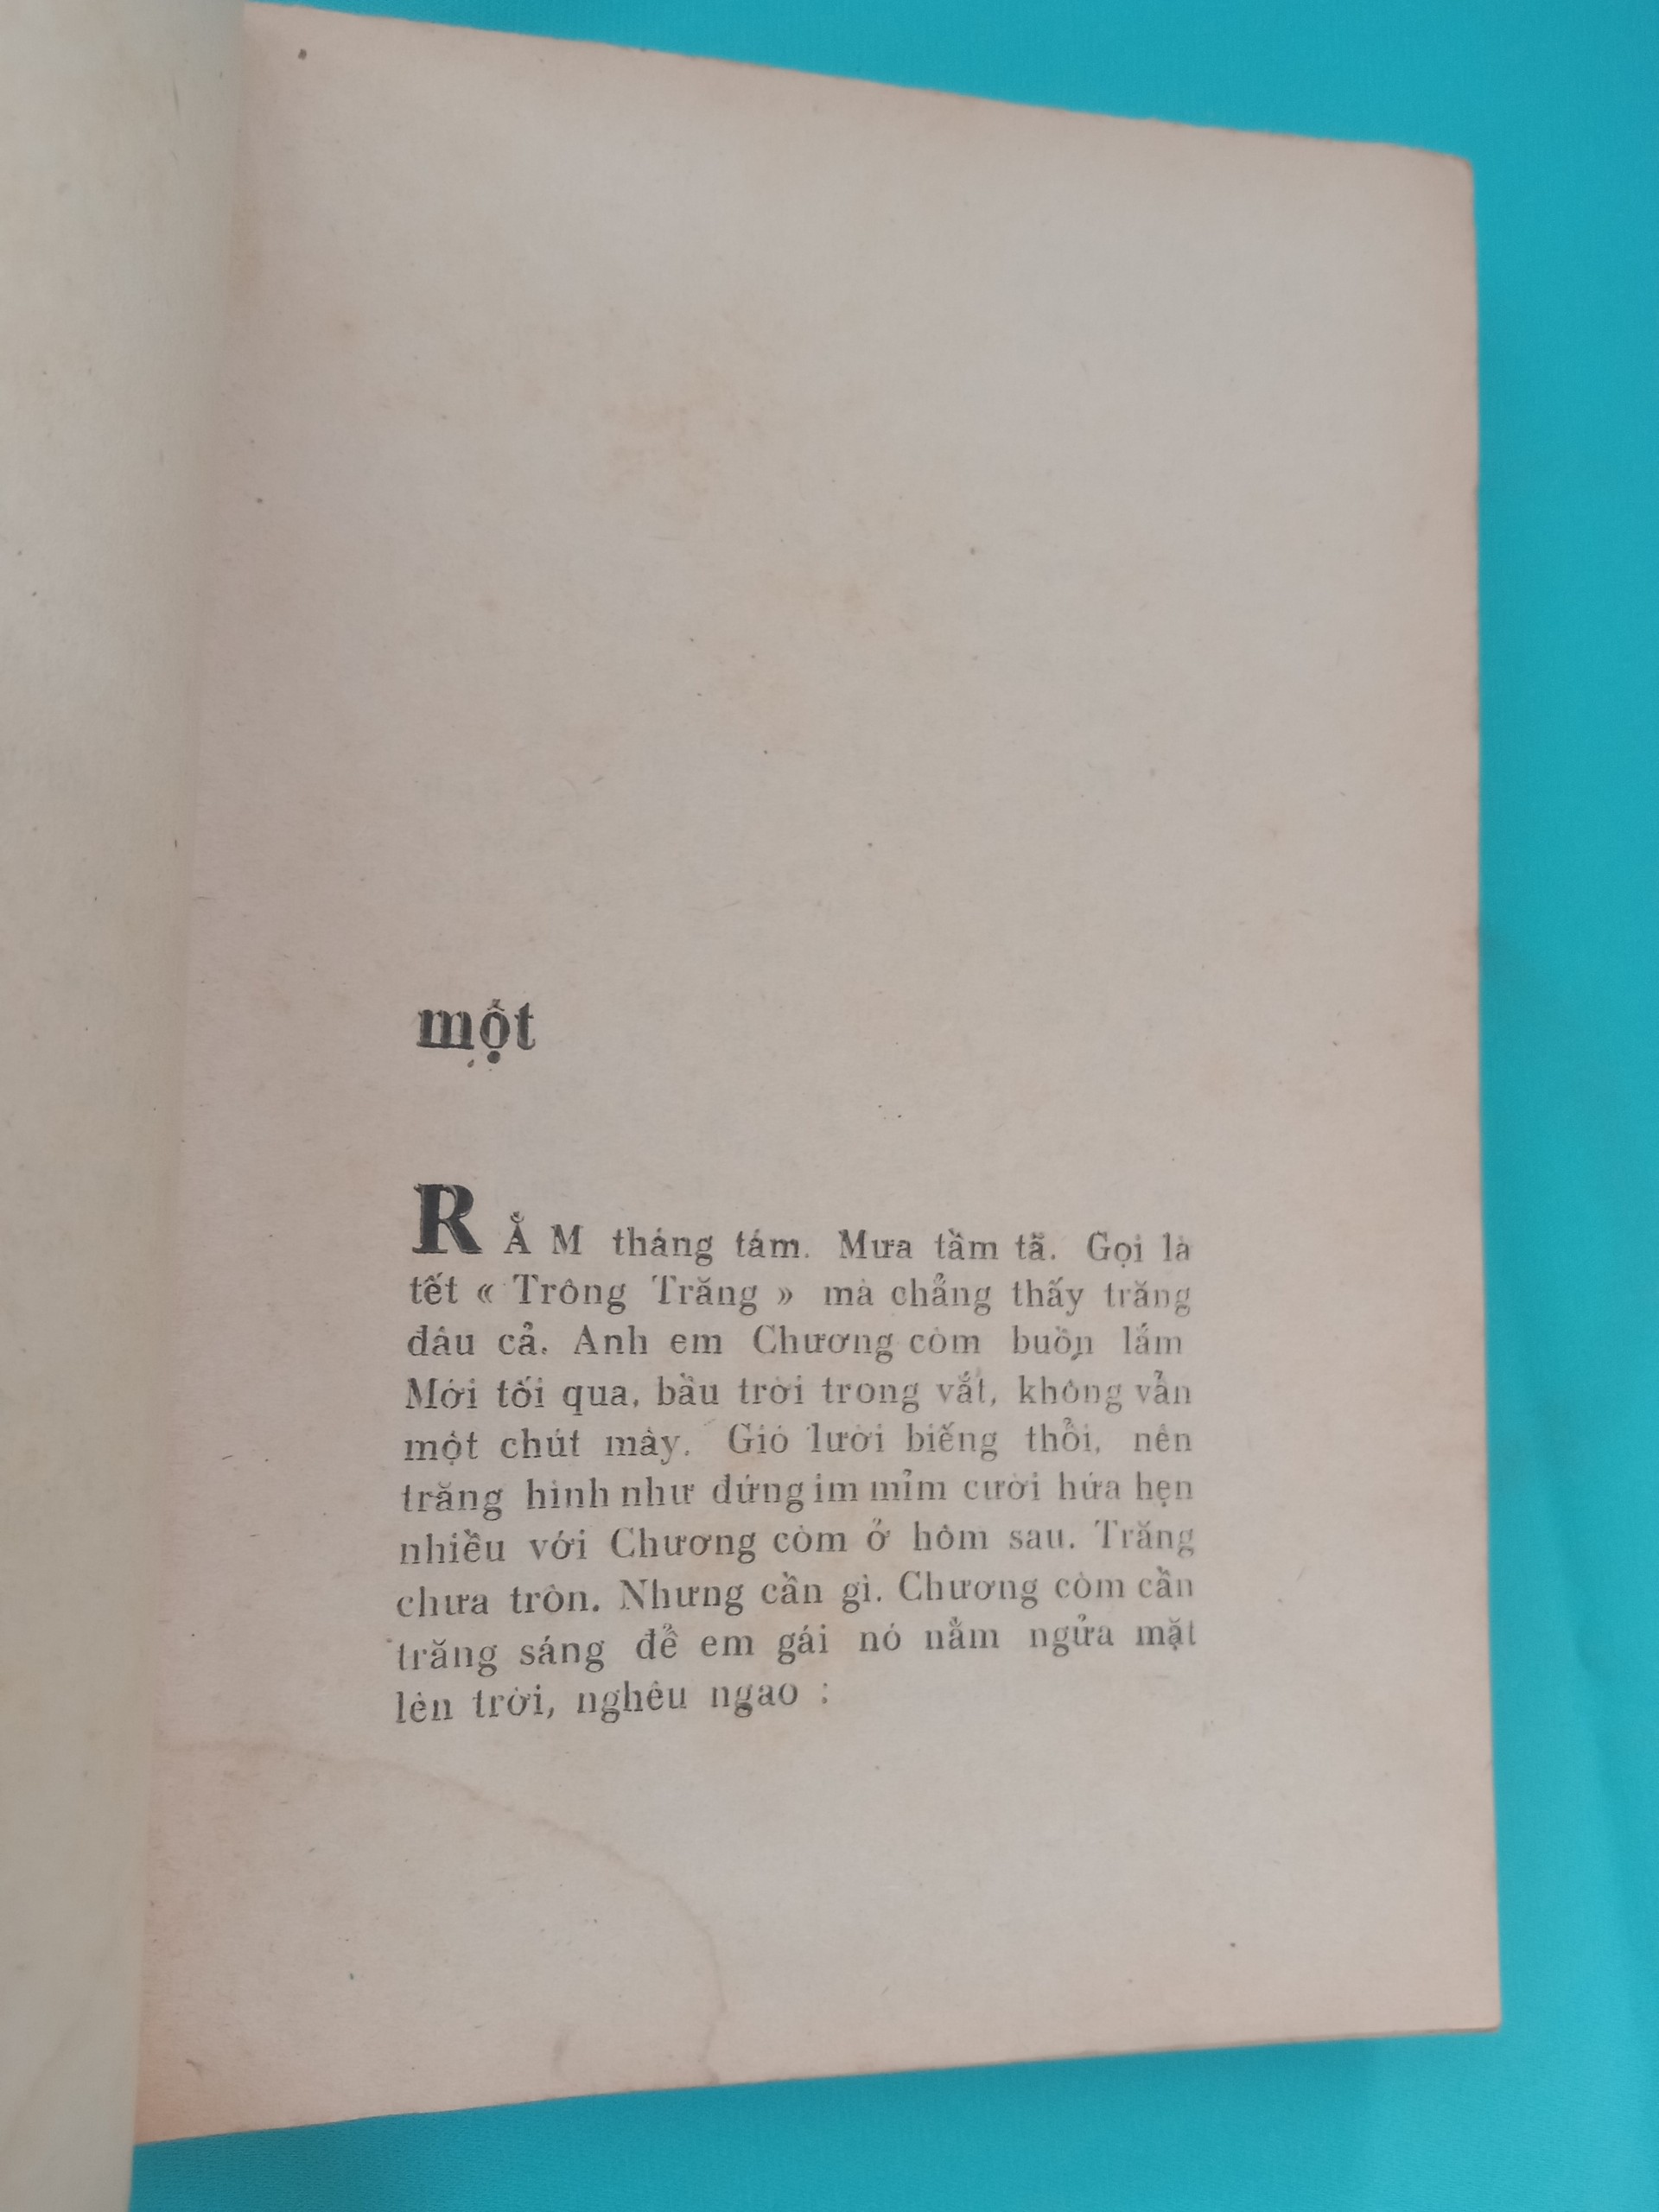 một
RẰM tháng tám. Mưa tầm tã. Gọi là
tết « Trông Trăng » mà chẳng thấy trăng
đâu cả. Anh em Chương còm buồn lắm
Mới tối qua, bầu trời trong vắt, không vẩn
một chút mây. Gió lười biếng thổi, nên
trăng hình như đứng im mỉm cười hứa hẹn
nhiều với Chương còm ở hôm sau. Trăng
chưa tròn. Nhưng cần gì. Chương còm cần
trăng sáng để em gái nó nằm ngửa mặt
lên trời, nghêu ngao :